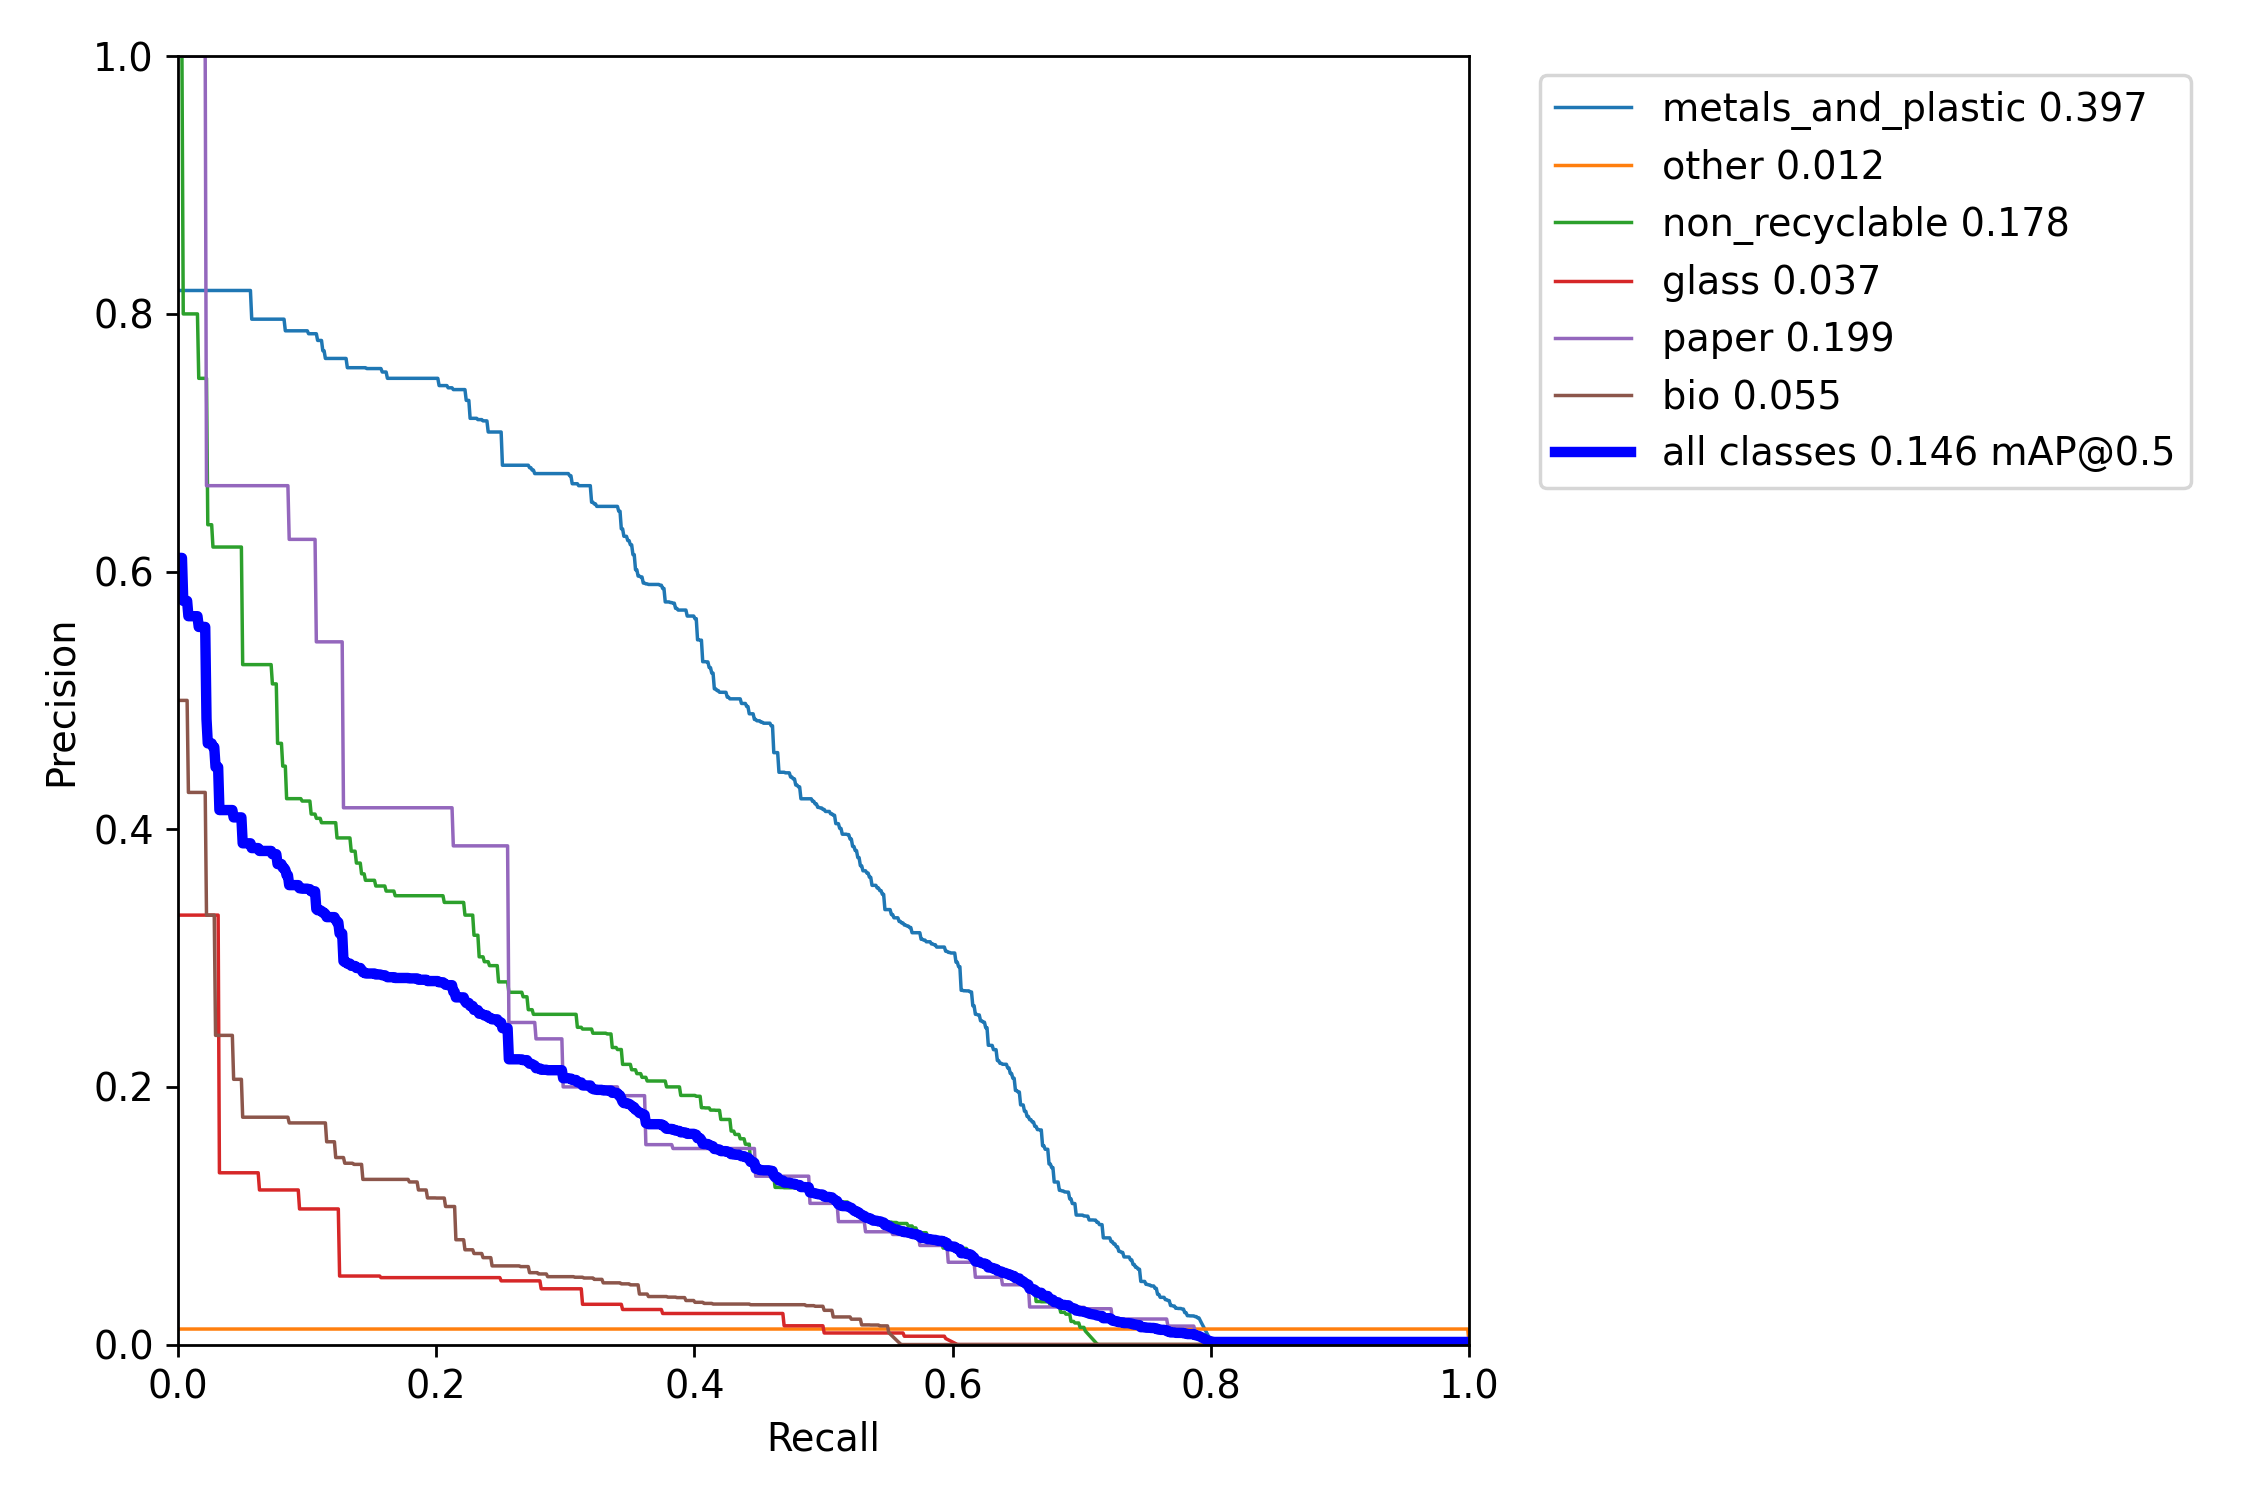 1.0
0.8
0.6
0.4
0.2
0.0
Precision
0.0 0.2 0.4 0.6 0.8 1.0
Recall
metals_and_plastic 0.397
other 0.012
non_recyclable 0.178
glass 0.037
paper 0.199
bio 0.055
all classes 0.146 mAP@0.5